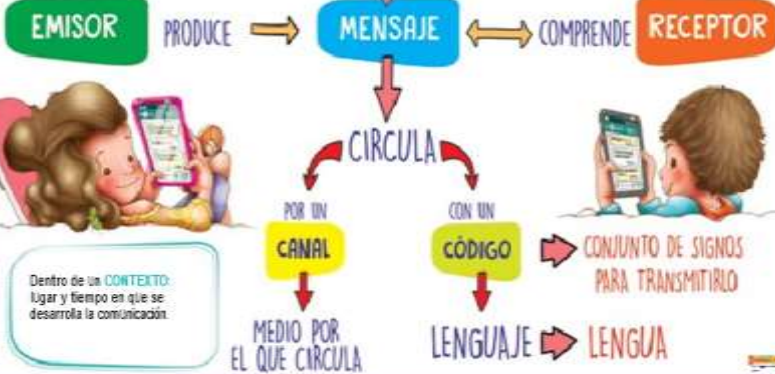 EMISOR PRODUCE MENSAJE COMPRENDE RECEPTOR
CIRCULA
POR UN
CANAL
MEDIO POR
EL QUE CIRCULA
CON UN
CÓDIGO
CONJUNTO DE SIGNOS
PARA TRANSMITIRLO
LENGUAJE LENGUA
Dentro de un CONTEXTO:
lugar y tiempo en que se
desarrolla la comunicación.